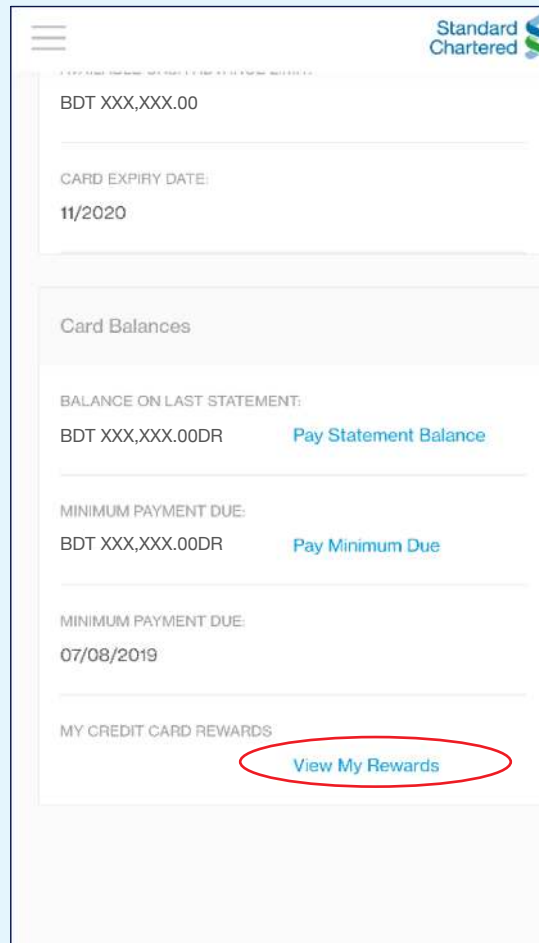 Standard
Chartered
BDT XXX,XXX.00
CARD EXPIRY DATE:
11/2020
Card Balances
BALANCE ON LAST STATEMENT:
BDT XXX,XXX.00DR Pay Statement Balance
MINIMUM PAYMENT DUE:
BDT XXX,XXX.00DR Pay Minimum Due
MINIMUM PAYMENT DUE:
07/08/2019
MY CREDIT CARD REWARDS
View My Rewards